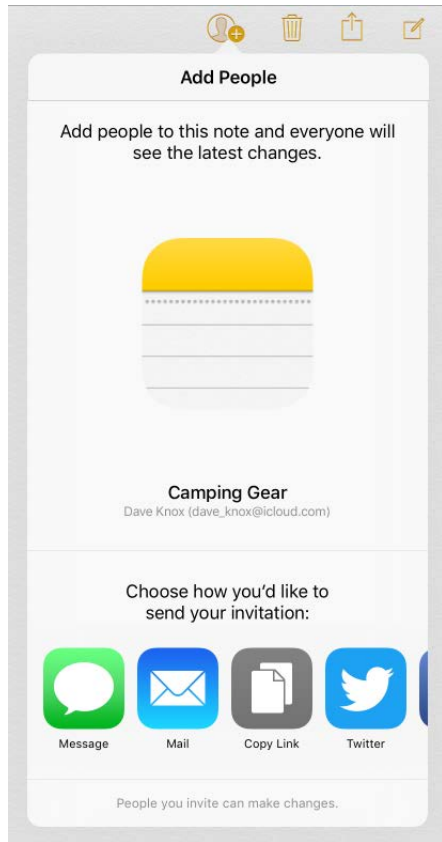 Add People
Add people to this note and everyone will
see the latest changes.
Camping Gear
Dave Knox (dave_knox@icloud.com)
Choose how you’d like to
send your invitation:
Message Mail Copy Link Twitter
People you invite can make changes.